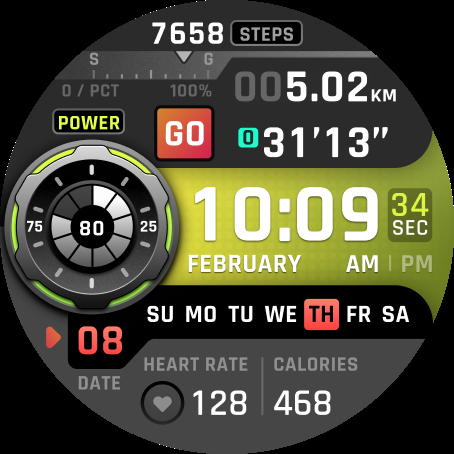 7658 STEPS
S G
0 / PCT 100%
005.02KM
POWER
GO
0 31'13"
10:09 34 SEC
75 80 25
FEBRUARY AM | PM
SU MO TU WE TH FR SA
08
DATE
HEART RATE CALORIES
128 468